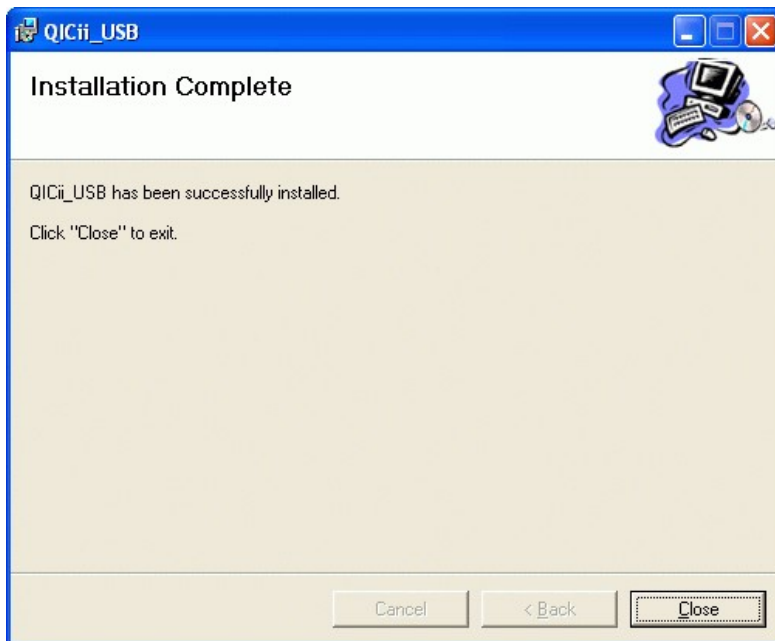 QICii_USB
Installation Complete
QICii_USB has been successfully installed.
Click "Close" to exit.
Cancel
< Back
Close